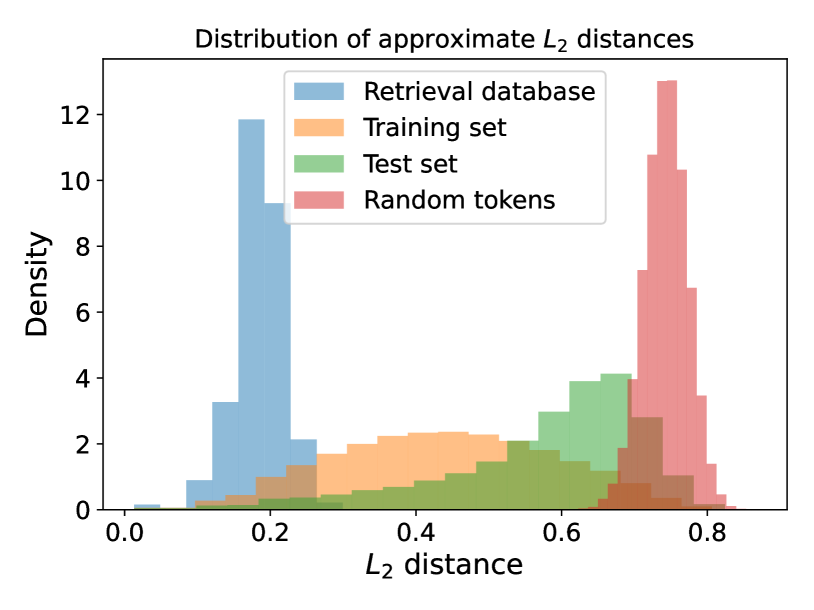 Distribution of approximate L₂ distances
Retrieval database
Training set
Test set
Random tokens
Density
12
10
8
6
4
2
0
0.0 0.2 0.4 0.6 0.8
L₂ distance